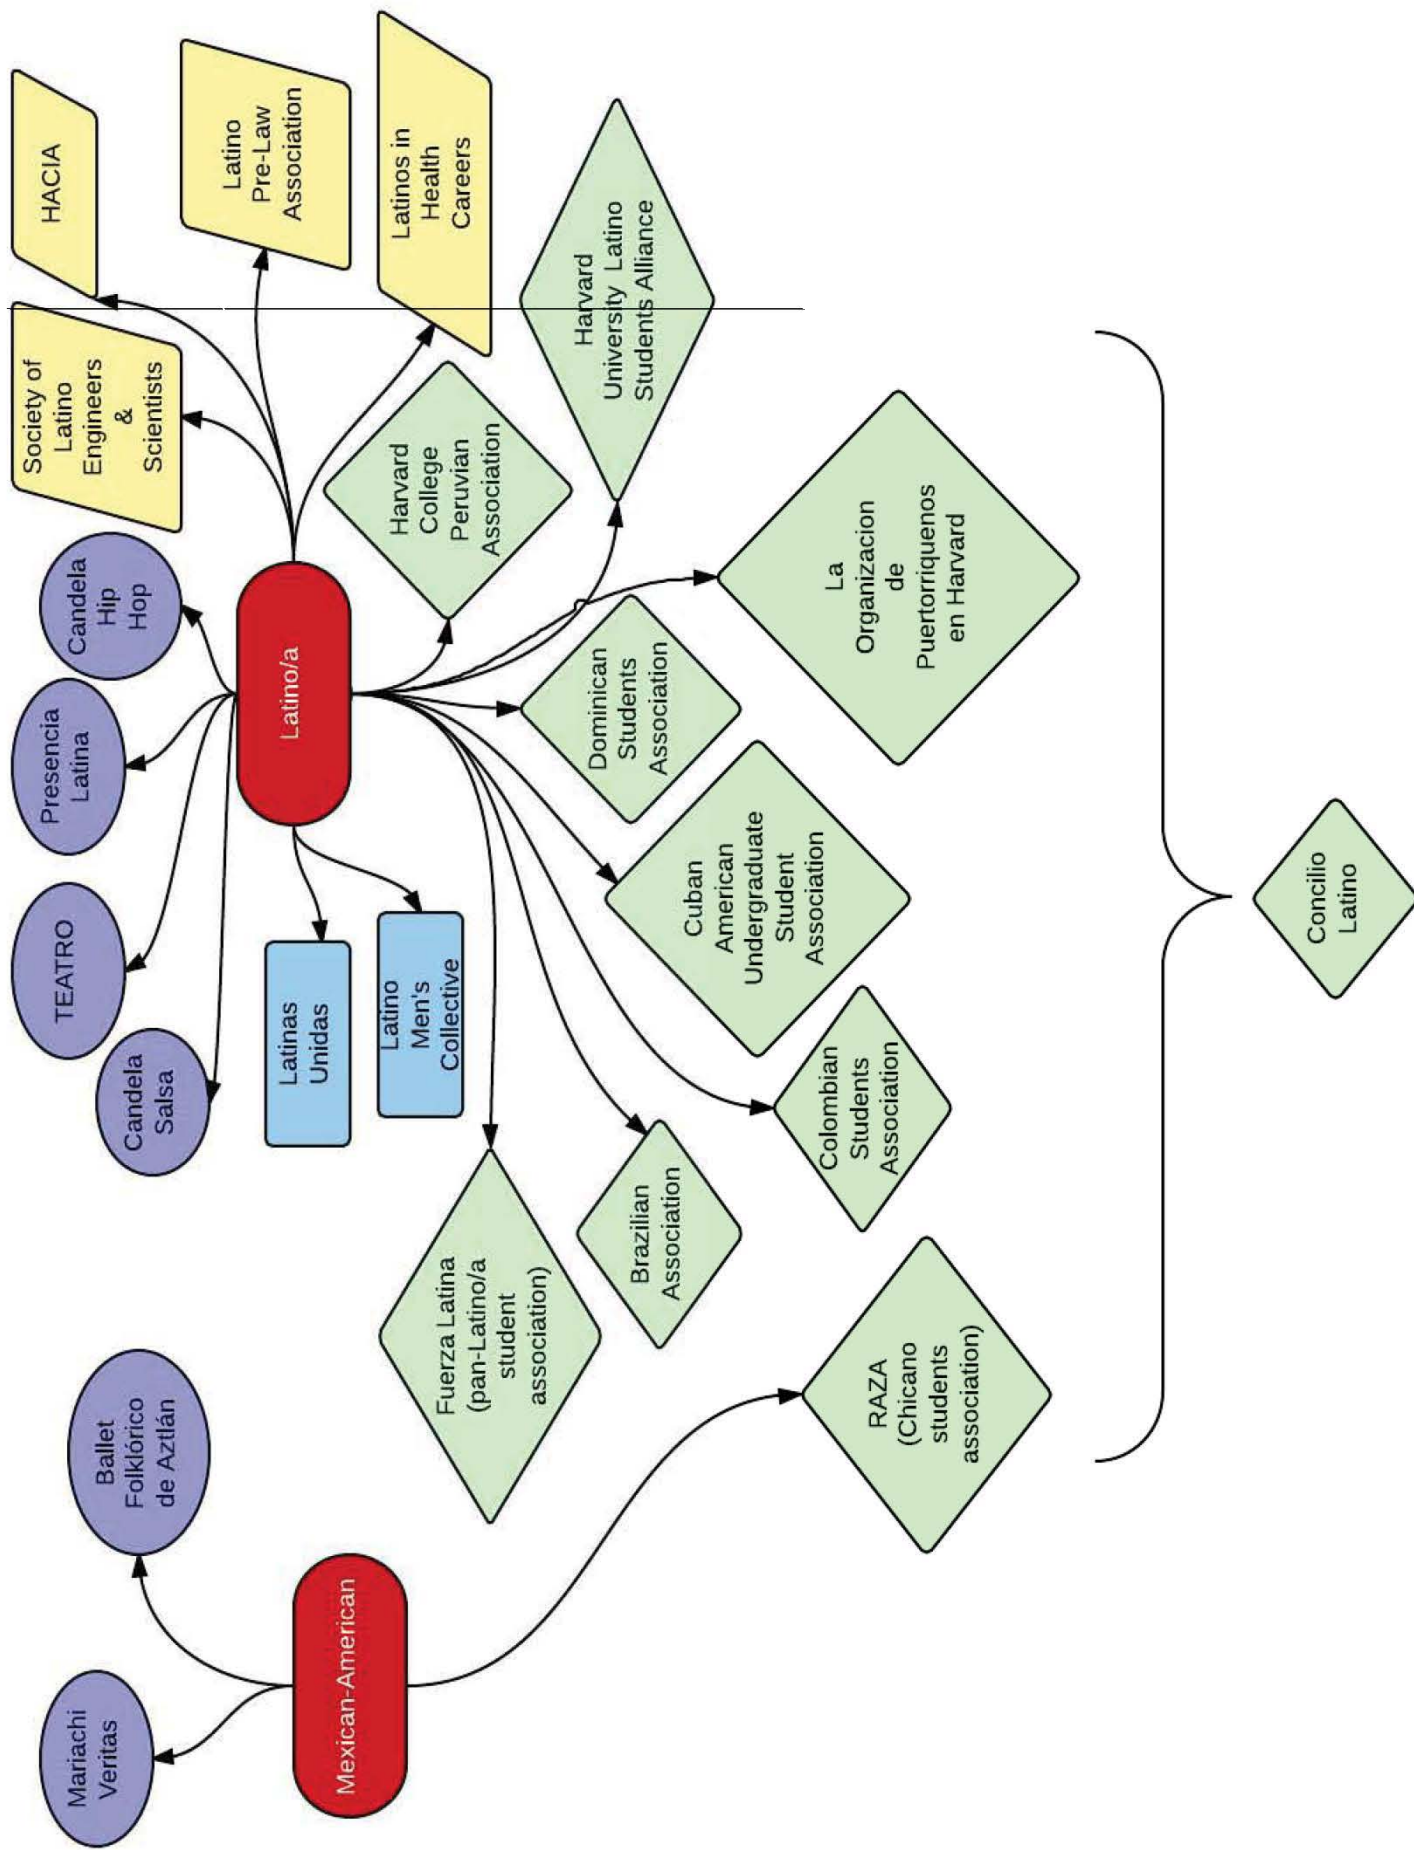 Mariachi
Veritas
Ballet
Folklórico
de Aztlán
Candela
Salsa
TEATRO
Presencia
Latina
Candela
Hip
Hop
Society of
Latino
Engineers
&
Scientists
HACIA
Latino
Pre-Law
Association
Latinos in
Health
Careers
Mexican-American
Latino/a
Latinas
Unidas
Latino
Men's
Collective
Harvard
College
Peruvian
Association
Fuerza Latina
(pan-Latino/a
student
association)
Brazilian
Association
Dominican
Students
Association
Harvard
University Latino
Students Alliance
RAZA
(Chicano
students
association)
Colombian
Students
Association
Cuban
American
Undergraduate
Student
Association
La
Organizacion
de
Puertorriquenos
en Harvard
Concilio
Latino